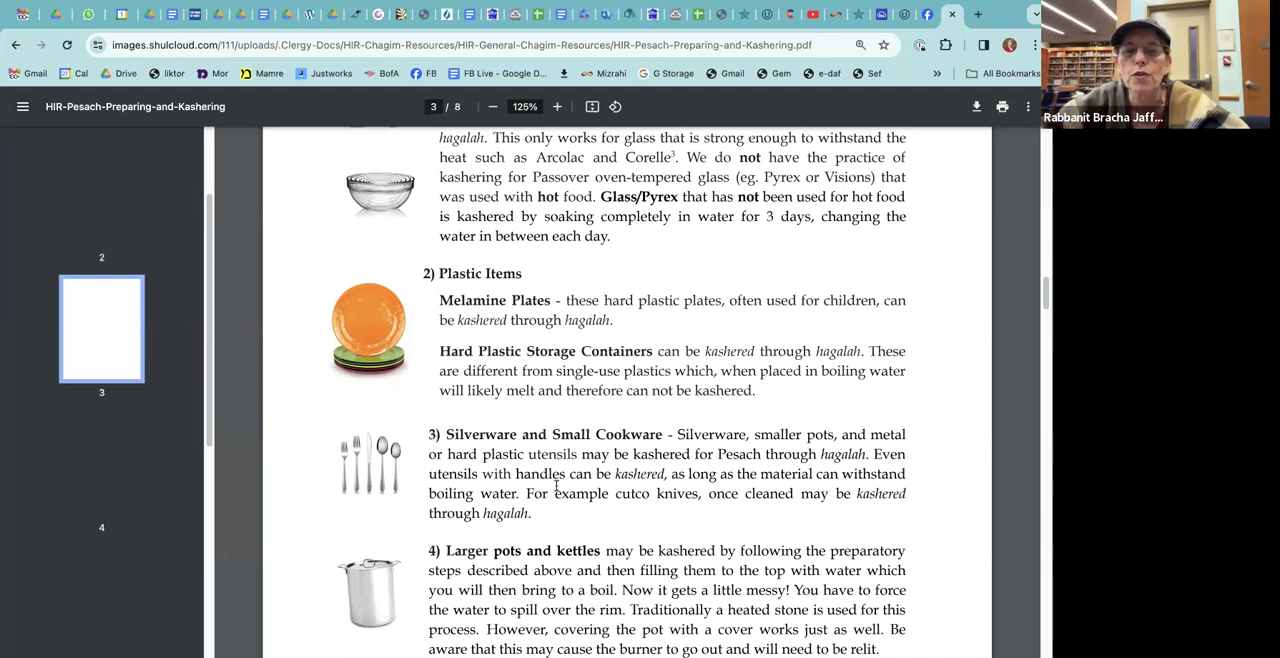 images.shulcloud.com/111/uploads/.Clergy-Docs/HIR-Chagim-Resources/HIR-General-Chagim-Resources/HIR-Pesach-Preparing-and-Kashering.pdf
Gmail Cal Drive liktor Mor Mamre Justworks BofA FB FB Live - Google D... Mizrahi G Storage Gmail Gem e-daf Sef » All Bookmarks
HIR-Pesach-Preparing-and-Kashering 3 / 8 125%
Rabbanit Bracha Jaff...
hagalah. This only works for glass that is strong enough to withstand the
heat such as Arcolac and Corelle³. We do not have the practice of
kashering for Passover oven-tempered glass (eg. Pyrex or Visions) that
was used with hot food. Glass/Pyrex that has not been used for hot food
is kashered by soaking completely in water for 3 days, changing the
water in between each day.
2) Plastic Items
Melamine Plates - these hard plastic plates, often used for children, can
be kashered through hagalah.
Hard Plastic Storage Containers can be kashered through hagalah. These
are different from single-use plastics which, when placed in boiling water
will likely melt and therefore can not be kashered.
3) Silverware and Small Cookware - Silverware, smaller pots, and metal
or hard plastic utensils may be kashered for Pesach through hagalah. Even
utensils with handles can be kashered, as long as the material can withstand
boiling water. For example cutco knives, once cleaned may be kashered
through hagalah.
4) Larger pots and kettles may be kashered by following the preparatory
steps described above and then filling them to the top with water which
you will then bring to a boil. Now it gets a little messy! You have to force
the water to spill over the rim. Traditionally a heated stone is used for this
process. However, covering the pot with a cover works just as well. Be
aware that this may cause the burner to go out and will need to be relit.
2
3
4